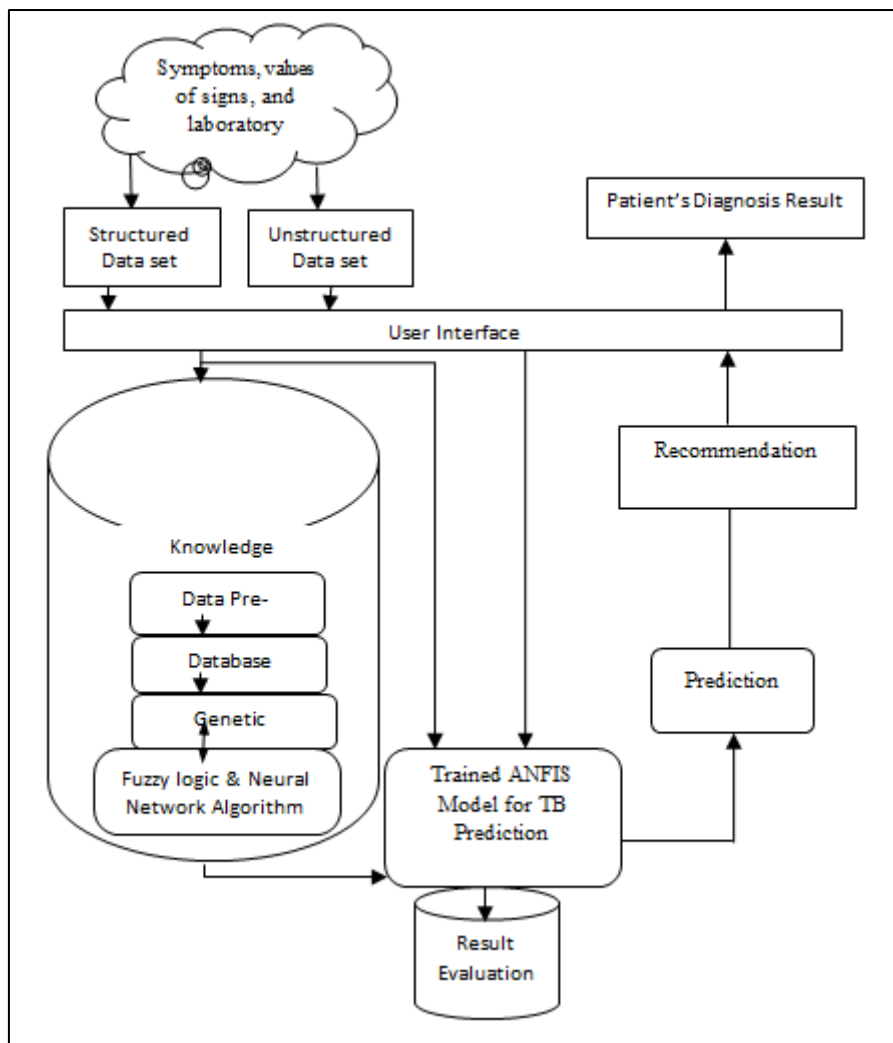 Symptoms, values
of signs, and
laboratory
Structured
Data set
Unstructured
Data set
Patient's Diagnosis Result
User Interface
Recommendation
Knowledge
Data Pre-
Database
Genetic
Fuzzy logic & Neural
Network Algorithm
Trained ANFIS
Model for TB
Prediction
Prediction
Result
Evaluation